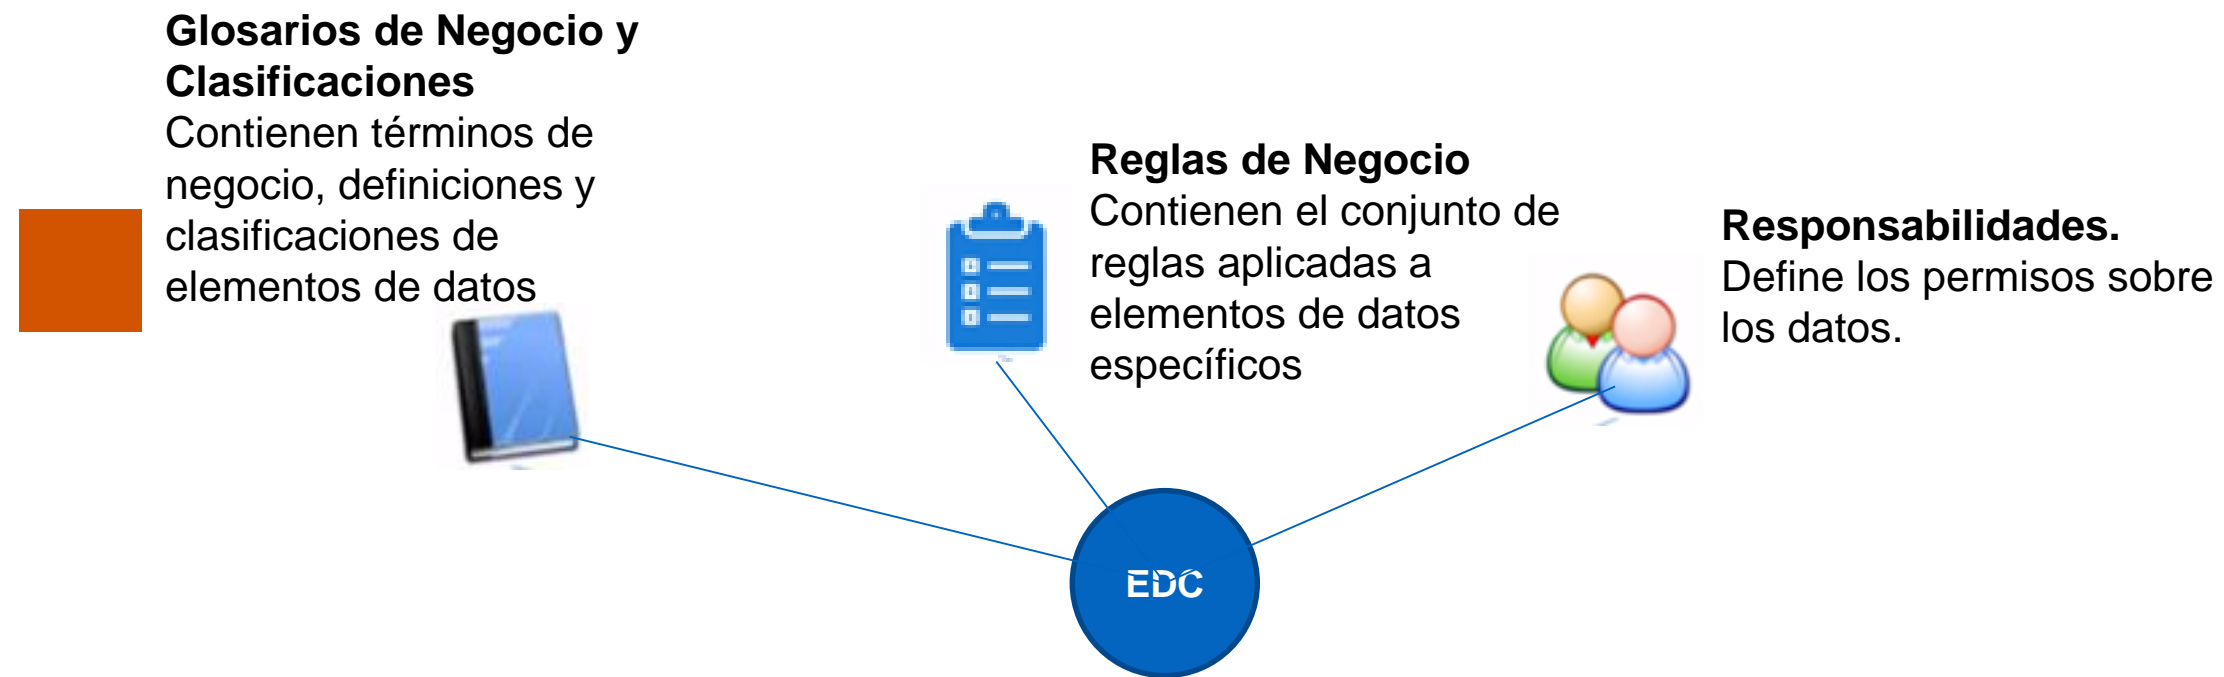 Glosarios de Negocio y
Clasificaciones
Contienen términos de
negocio, definiciones y
clasificaciones de
elementos de datos
Reglas de Negocio
Contienen el conjunto de
reglas aplicadas a
elementos de datos
específicos
Responsabilidades.
Define los permisos sobre
los datos.
EDC